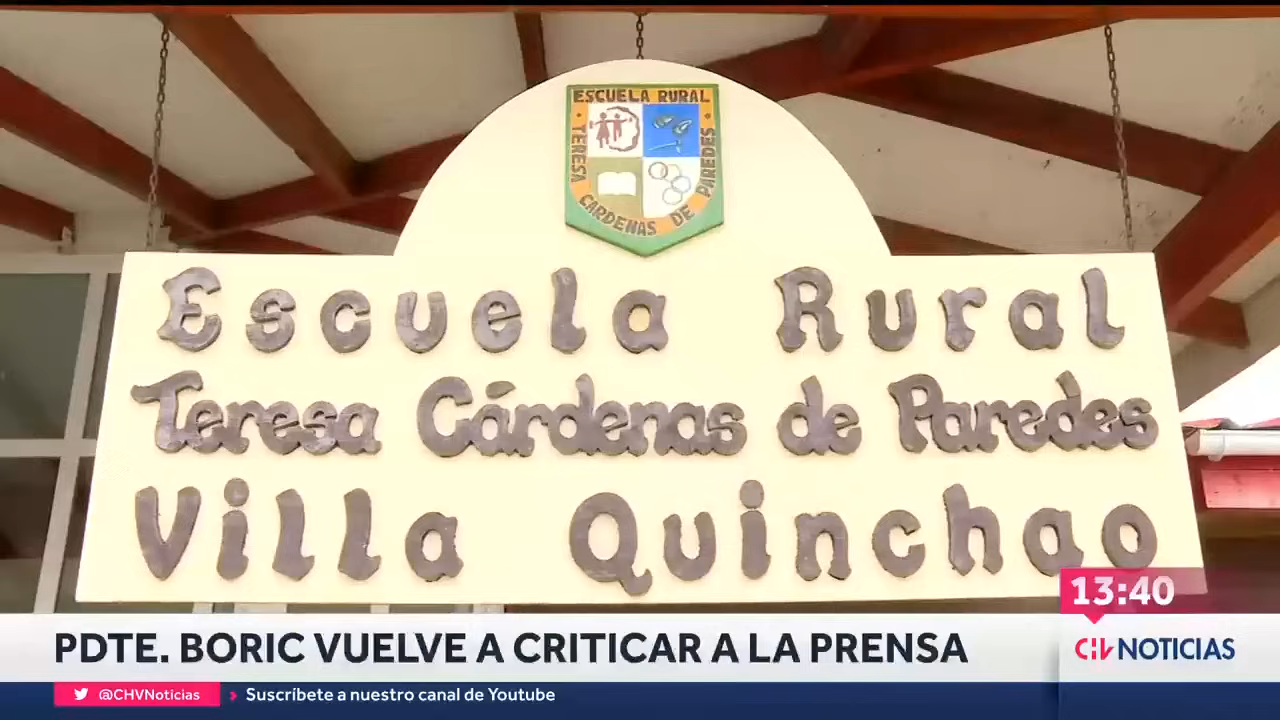 ESCUELA RURAL
TERESA CARDENAS DE PAREDES
Escuela Rural
Teresa Cárdenas de Paredes
Villa Quinchao
13:40
PDTE. BORIC VUELVE A CRITICAR A LA PRENSA
CHV NOTICIAS
@CHVNoticias › Suscríbete a nuestro canal de Youtube